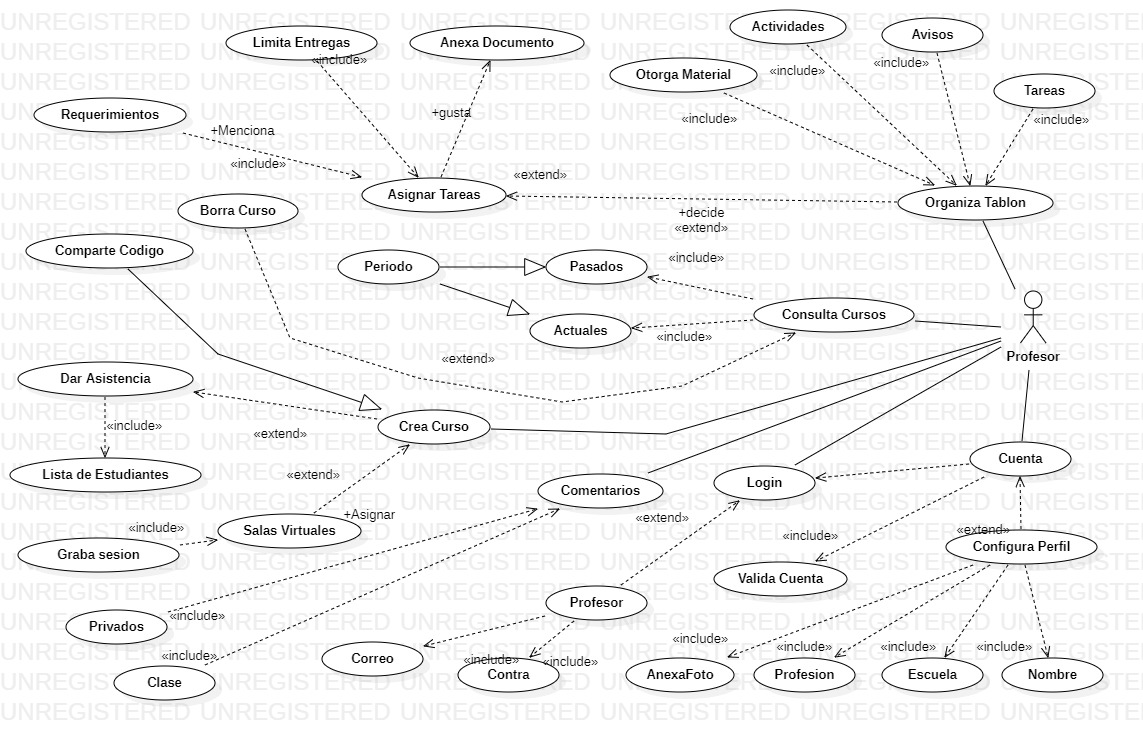 Actividades
Avisos
Limita Entregas
Anexa Documento
«include»
«include»
«include»
Otorga Material
Tareas
Requerimientos
+gusta
«include»
«include»
+Menciona
«include»
«extend»
Asignar Tareas
Organiza Tablon
Borra Curso
+decide
«extend»
Comparte Codigo
«include»
Periodo
Pasados
Consulta Cursos
Actuales
«include»
Profesor
«extend»
Dar Asistencia
«include»
«extend»
Crea Curso
Cuenta
Lista de Estudiantes
«extend»
Login
Comentarios
+Asignar
«extend»
«include»
Salas Virtuales
«extend»
«include»
Graba sesion
Configura Perfil
Valida Cuenta
Profesor
«include»
Privados
«include»
«include»
«include»
«include»
«include»
«include»
Correo
Clase
Contra
AnexaFoto
Profesion
Escuela
Nombre
UNREGISTERED UNREGISTERED UNREGISTERED UNREGISTERED UNREGISTERED UNREGISTE